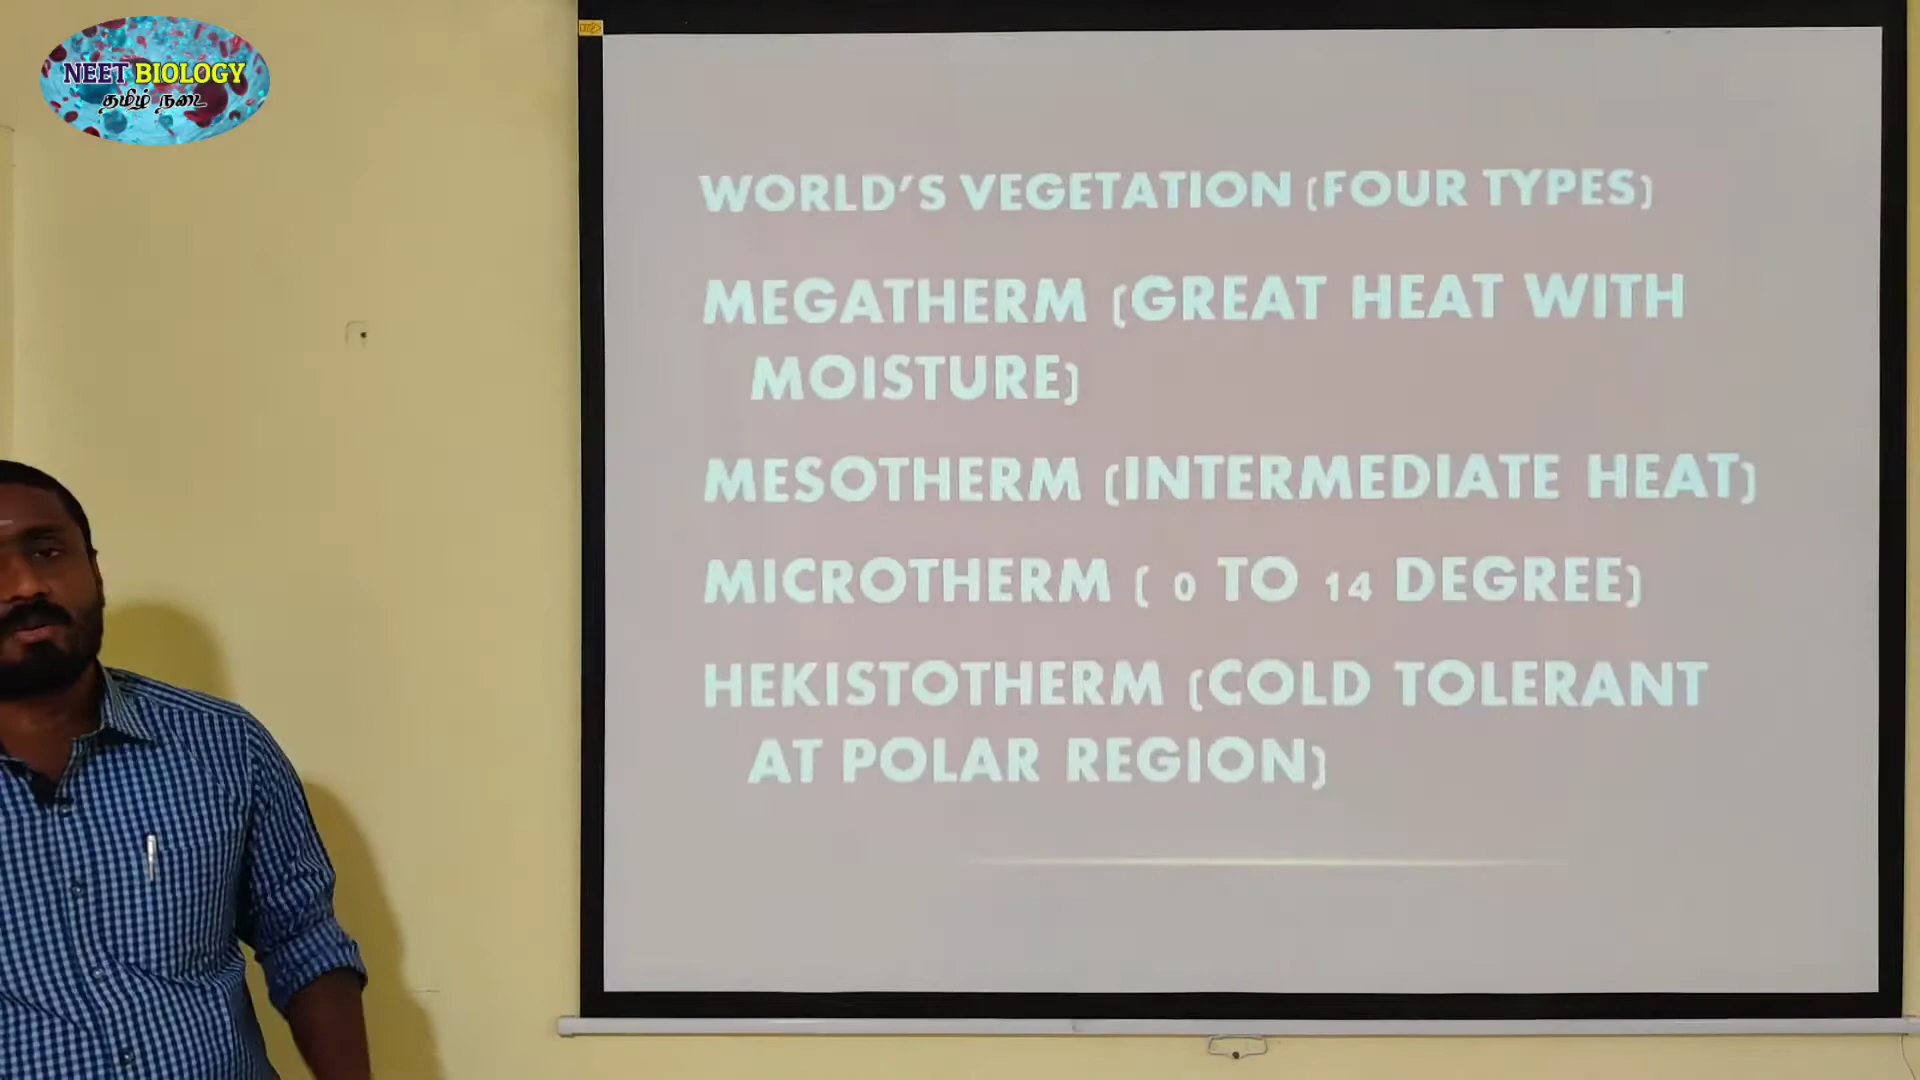 NEET BIOLOGY
தமிழ் நடை
WORLD'S VEGETATION (FOUR TYPES)
MEGATHERM (GREAT HEAT WITH
MOISTURE)
MESOTHERM (INTERMEDIATE HEAT)
MICROTHERM ( 0 TO 14 DEGREE)
HEKISTOTHERM (COLD TOLERANT
AT POLAR REGION)